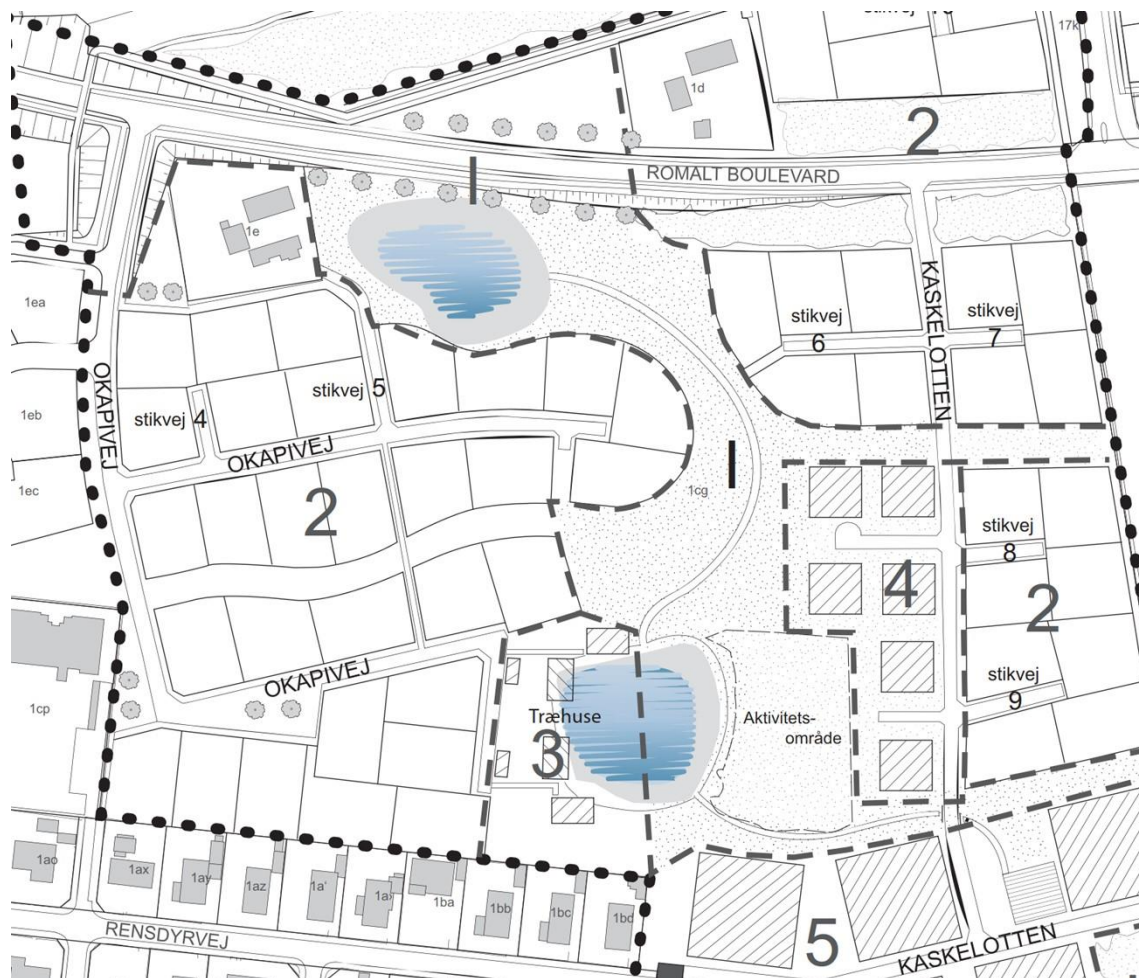 stikvej
17k
1d
2
ROMALT BOULEVARD
I
1e
1ea
stikvej
6
stikvej
7
KASKELOTTEN
OKAPIVEJ
stikvej 5
stikvej 4
1eb
OKAPIVEJ
1ec
2
1cg
I
stikvej
8
4
2
OKAPIVEJ
stikvej
9
1cp
Træhuse
3
Aktivitets-
område
1ao
1ax
1ay
1az
1ba
1bb
1bc
1bd
RENSDYRVEJ
5
KASKELOTTEN